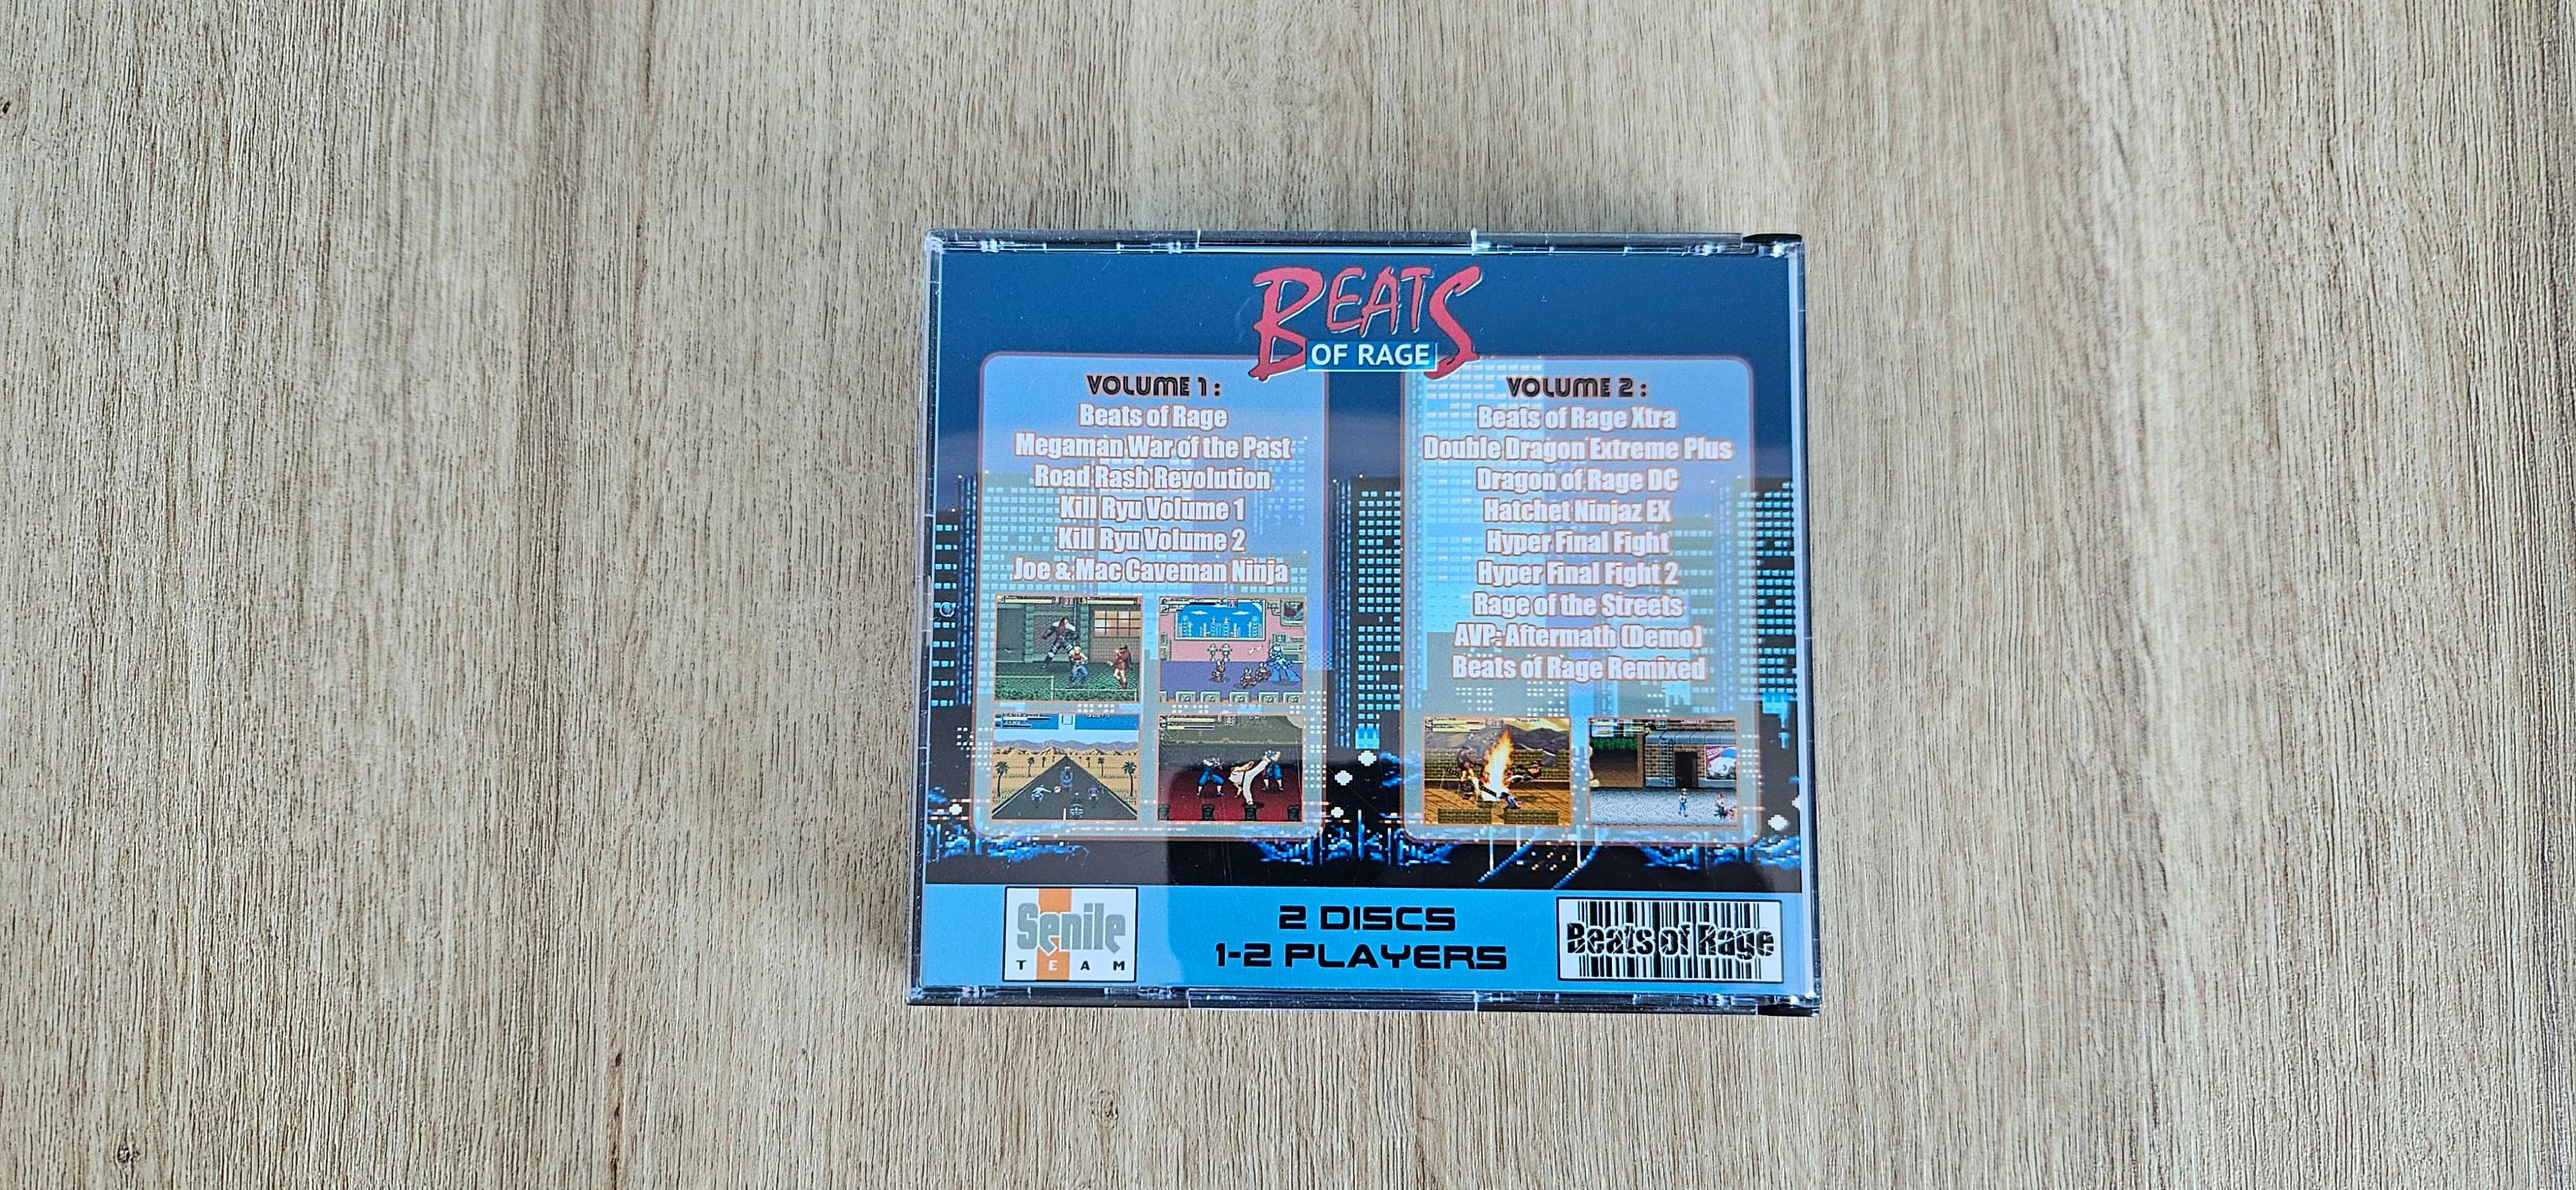 BEATS
OF RAGE
VOLUME 1:
Beats of Rage
Megaman War of the Past
Road Rash Revolution
Kill Ryu Volume 1
Kill Ryu Volume 2
Joe & Mac Caveman Ninja
VOLUME 2:
Beats of Rage Xtra
Double Dragon Extreme Plus
Dragon of Rage DC
Hatchet Ninjaz EX
Hyper Final Fight
Hyper Final Fight 2
Rage of the Streets
AVP: Aftermath (Demo)
Beats of Rage Remixed
Senile
TEAM
2 DISCS
1-2 PLAYERS
Beats of Rage